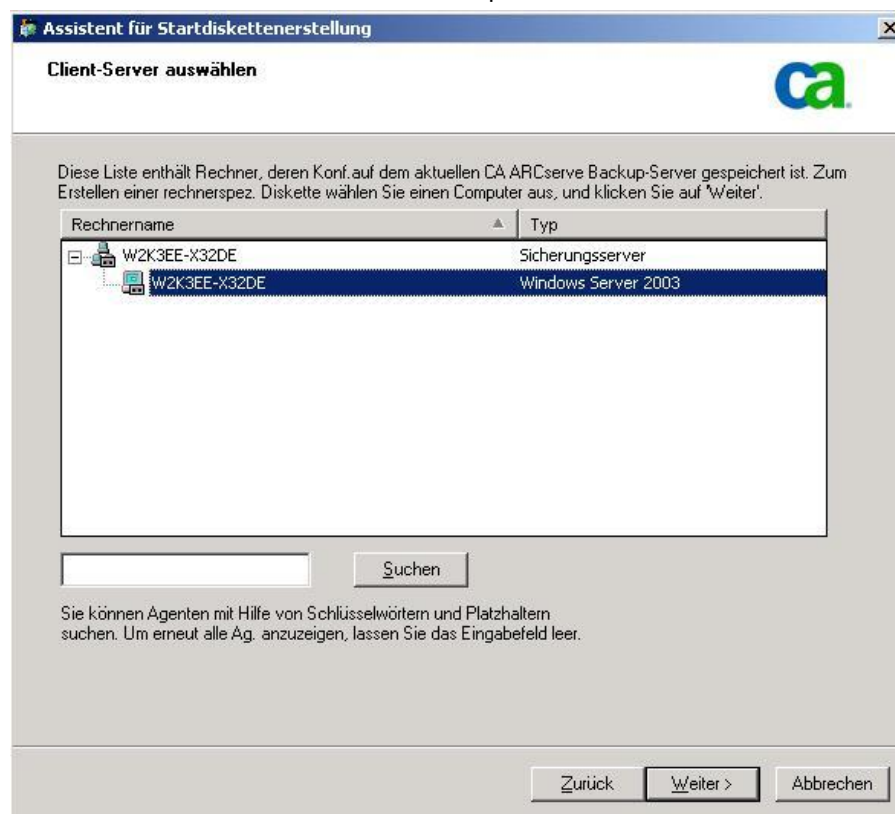 Assistent für Startdiskettenerstellung
Client-Server auswählen
ca
Diese Liste enthält Rechner, deren Konf.auf dem aktuellen CA ARCserve Backup-Server gespeichert ist. Zum
Erstellen einer rechnerspez. Diskette wählen Sie einen Computer aus, und klicken Sie auf 'Weiter'.
Rechnername Typ
W2K3EE-X32DE Sicherungsserver
W2K3EE-X32DE Windows Server 2003
Suchen
Sie können Agenten mit Hilfe von Schlüsselwörtern und Platzhaltern
suchen. Um erneut alle Ag. anzuzeigen, lassen Sie das Eingabefeld leer.
Zurück Weiter > Abbrechen